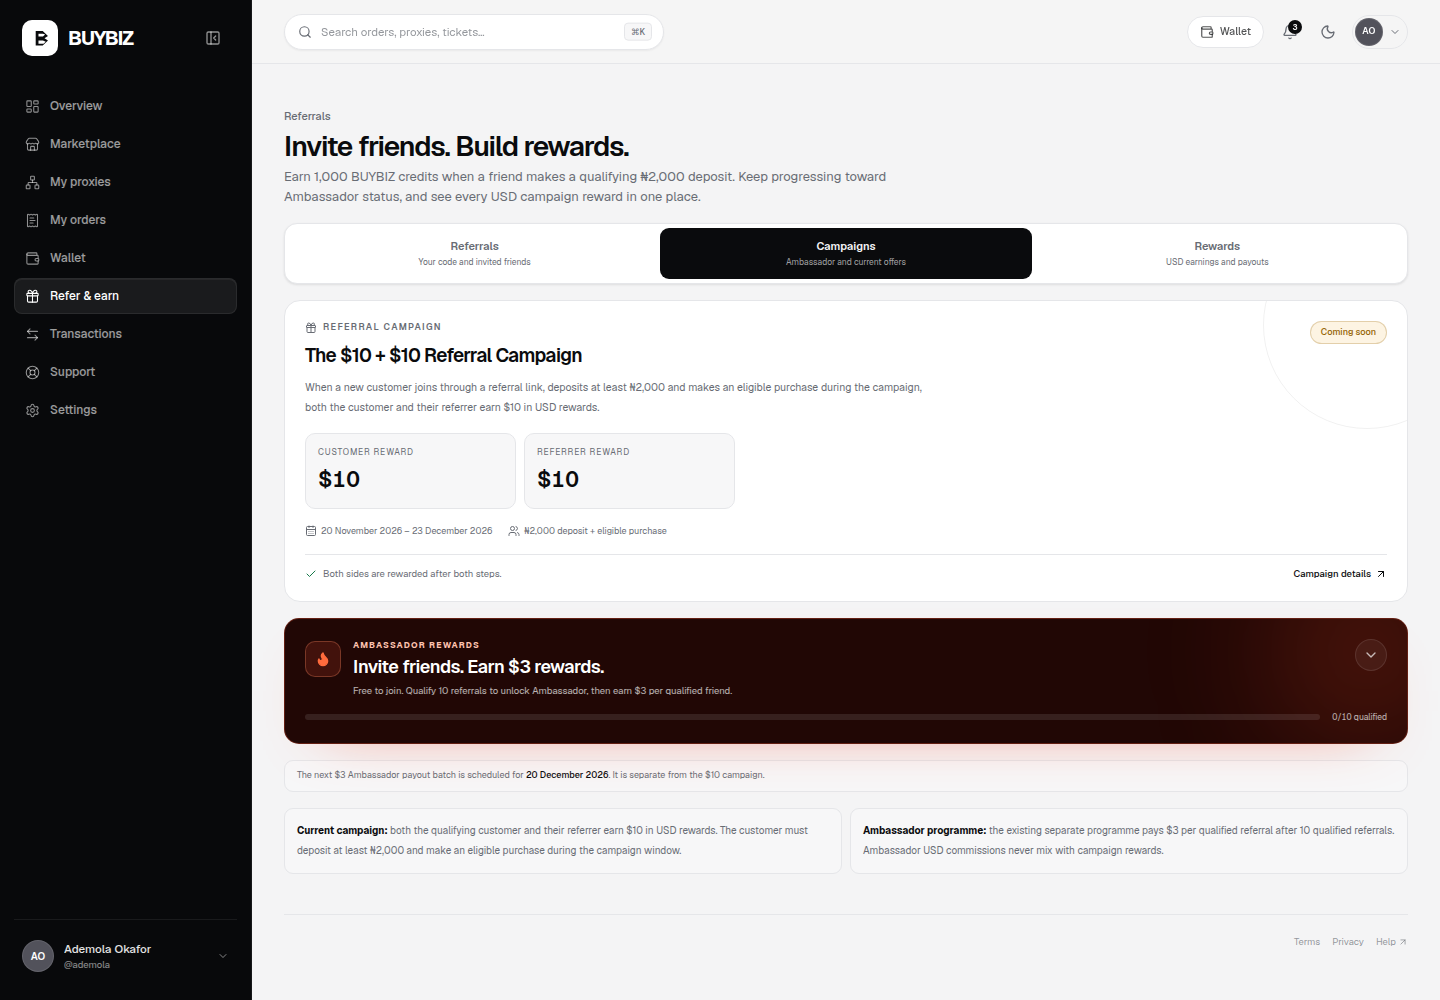 BUYBIZ
Search orders, proxies, tickets...
⌘K
Wallet
3
AO
Overview
Marketplace
My proxies
My orders
Wallet
Refer & earn
Transactions
Support
Settings
Referrals
Invite friends. Build rewards.
Earn 1,000 BUYBIZ credits when a friend makes a qualifying ₦2,000 deposit. Keep progressing toward
Ambassador status, and see every USD campaign reward in one place.
Referrals
Your code and invited friends
Campaigns
Ambassador and current offers
Rewards
USD earnings and payouts
REFERRAL CAMPAIGN
Coming soon
The $10 + $10 Referral Campaign
When a new customer joins through a referral link, deposits at least ₦2,000 and makes an eligible purchase during the campaign,
both the customer and their referrer earn $10 in USD rewards.
CUSTOMER REWARD
$10
REFERRER REWARD
$10
20 November 2026 – 23 December 2026
₦2,000 deposit + eligible purchase
Both sides are rewarded after both steps.
Campaign details
AMBASSADOR REWARDS
Invite friends. Earn $3 rewards.
Free to join. Qualify 10 referrals to unlock Ambassador, then earn $3 per qualified friend.
0/10 qualified
The next $3 Ambassador payout batch is scheduled for 20 December 2026. It is separate from the $10 campaign.
Current campaign: both the qualifying customer and their referrer earn $10 in USD rewards. The customer must
deposit at least ₦2,000 and make an eligible purchase during the campaign window.
Ambassador programme: the existing separate programme pays $3 per qualified referral after 10 qualified referrals.
Ambassador USD commissions never mix with campaign rewards.
Terms
Privacy
Help
AO
Ademola Okafor
@ademola